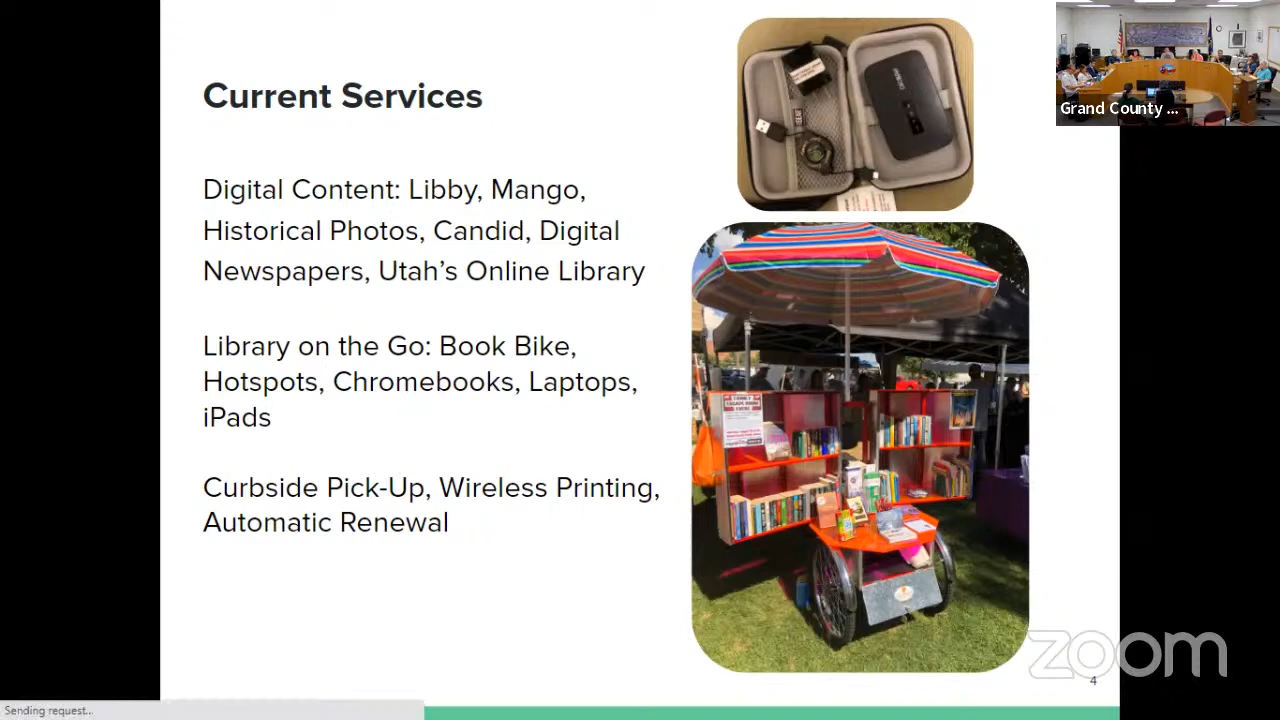 Current Services
Digital Content: Libby, Mango,
Historical Photos, Candid, Digital
Newspapers, Utah's Online Library
Library on the Go: Book Bike,
Hotspots, Chromebooks, Laptops,
iPads
Curbside Pick-Up, Wireless Printing,
Automatic Renewal
Grand County ...
zoom
4
Sending request...